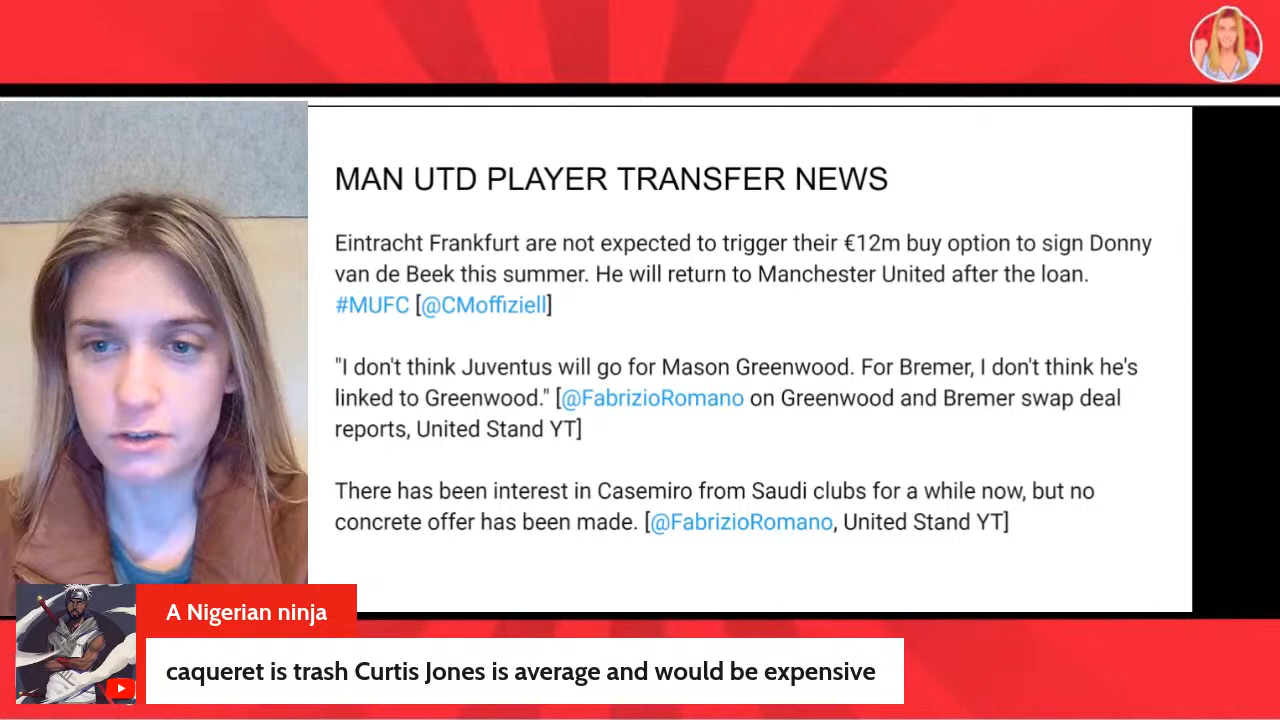 MAN UTD PLAYER TRANSFER NEWS
Eintracht Frankfurt are not expected to trigger their €12m buy option to sign Donny
van de Beek this summer. He will return to Manchester United after the loan.
#MUFC [@CMoffiziell]
"I don't think Juventus will go for Mason Greenwood. For Bremer, I don't think he's
linked to Greenwood." [@FabrizioRomano on Greenwood and Bremer swap deal
reports, United Stand YT]
There has been interest in Casemiro from Saudi clubs for a while now, but no
concrete offer has been made. [@FabrizioRomano, United Stand YT]
A Nigerian ninja
caqueret is trash Curtis Jones is average and would be expensive